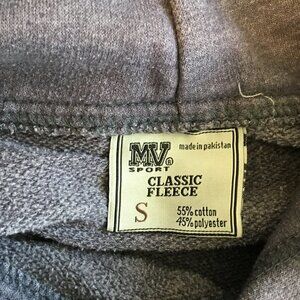 MV®
SPORT
made in pakistan
CLASSIC
FLEECE
S
55% cotton
45% polyester